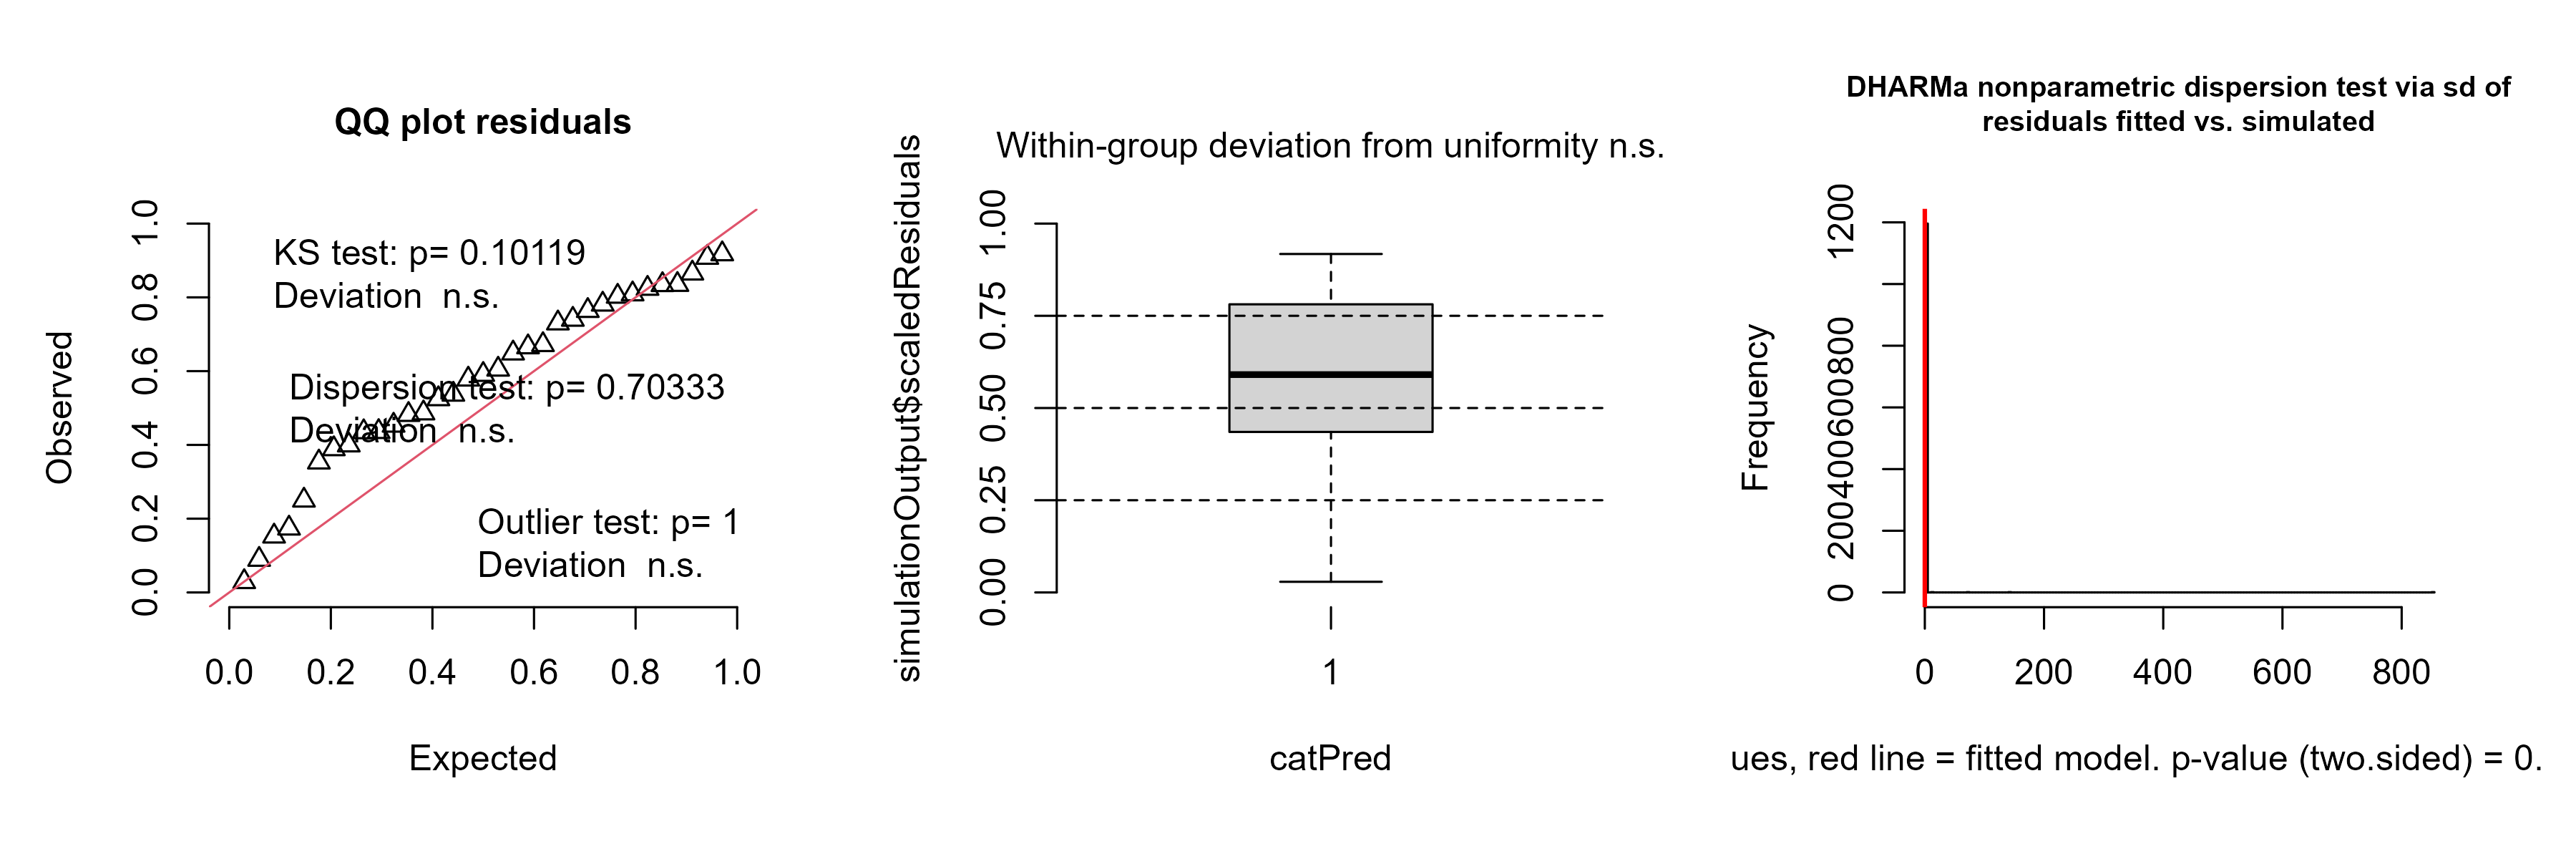 QQ plot residuals
KS test: p= 0.10119
Deviation  n.s.
Dispersion test: p= 0.70333
Deviation  n.s.
Outlier test: p= 1
Deviation  n.s.
Observed
0.0 0.2 0.4 0.6 0.8 1.0
0.0 0.2 0.4 0.6 0.8 1.0
Expected
Within-group deviation from uniformity n.s.
simulationOutput$scaledResiduals
0.00 0.25 0.50 0.75 1.00
1
catPred
DHARMa nonparametric dispersion test via sd of
residuals fitted vs. simulated
Frequency
0 200 400 600 800 1200
0 200 400 600 800
ues, red line = fitted model. p-value (two.sided) = 0.